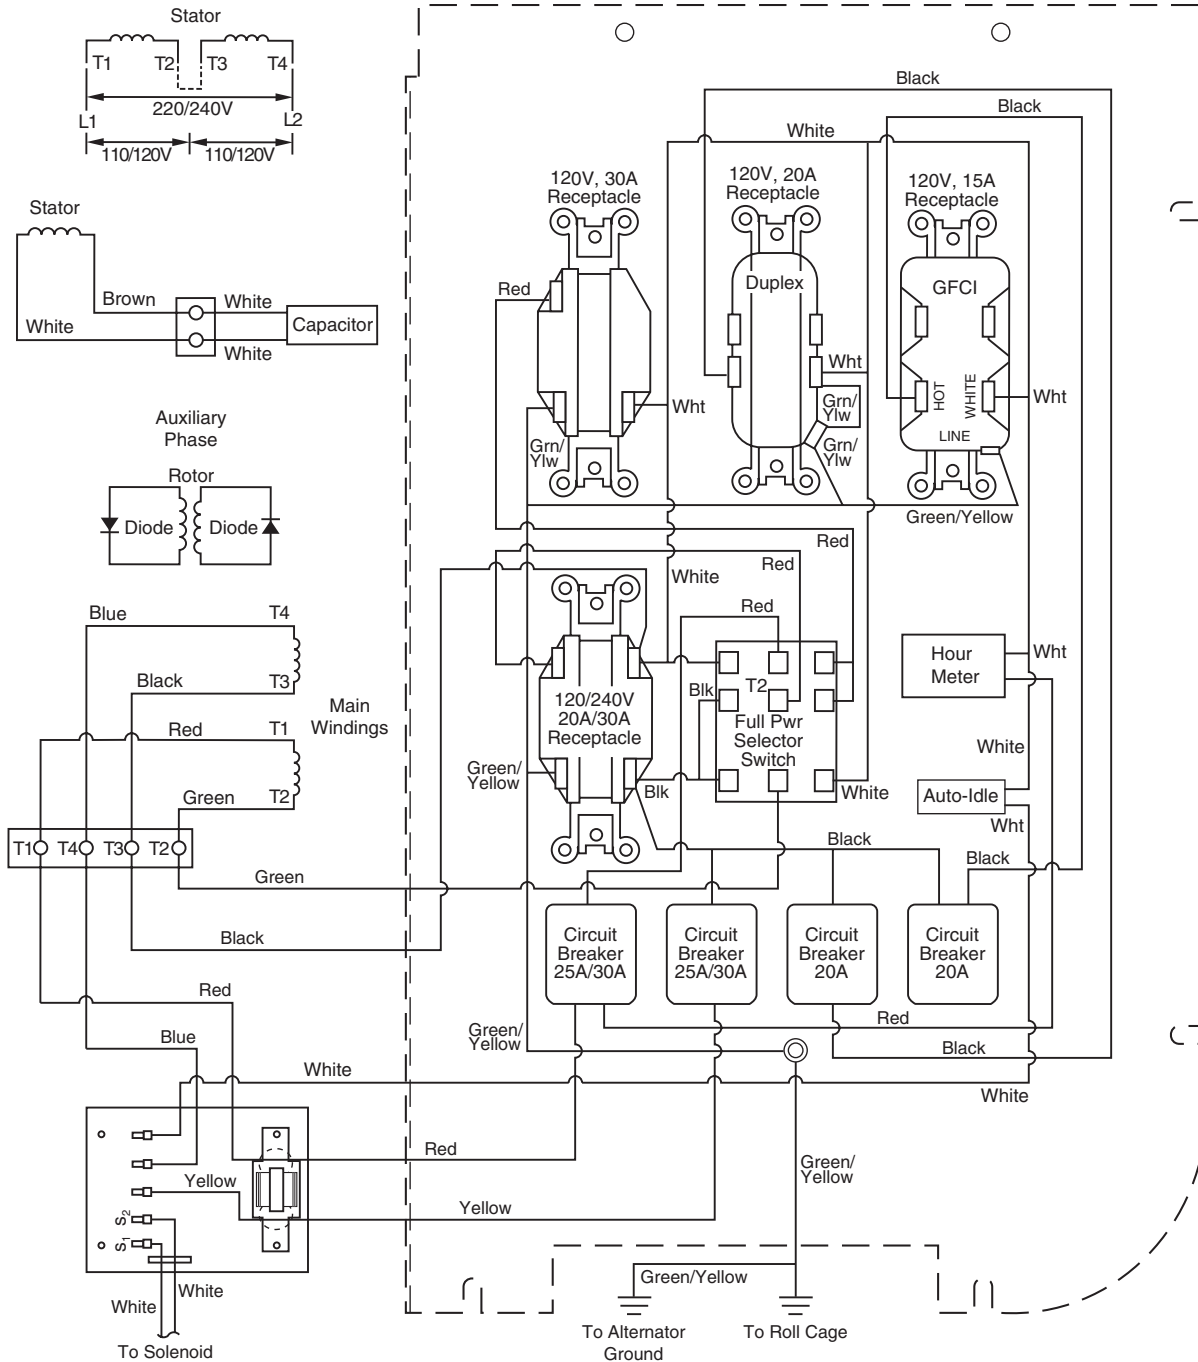 Stator
T1
T2
T3
T4
220/240V
L1
L2
110/120V
110/120V
Stator
Brown
White
White
White
Capacitor
Auxiliary
Phase
Rotor
Diode
Diode
Blue
T4
Black
T3
Red
T1
Green
T2
Main
Windings
T1
T4
T3
T2
Green
Black
Red
Blue
White
Red
Yellow
Yellow
S2
S1
White
White
To Solenoid
Black
Black
White
120V, 30A
Receptacle
120V, 20A
Receptacle
120V, 15A
Receptacle
Red
Duplex
GFCI
Wht
Wht
Wht
HOT
WHITE
LINE
Grn/
Ylw
Grn/
Ylw
Grn/
Ylw
Green/Yellow
Red
Red
White
Red
120/240V
20A/30A
Receptacle
Blk
T2
Full Pwr
Selector
Switch
Green/
Yellow
Blk
White
Hour
Meter
Wht
White
Auto-Idle
Wht
Black
Black
Circuit
Breaker
25A/30A
Circuit
Breaker
25A/30A
Circuit
Breaker
20A
Circuit
Breaker
20A
Red
Green/
Yellow
Black
White
Green/
Yellow
Green/Yellow
To Alternator
Ground
To Roll Cage